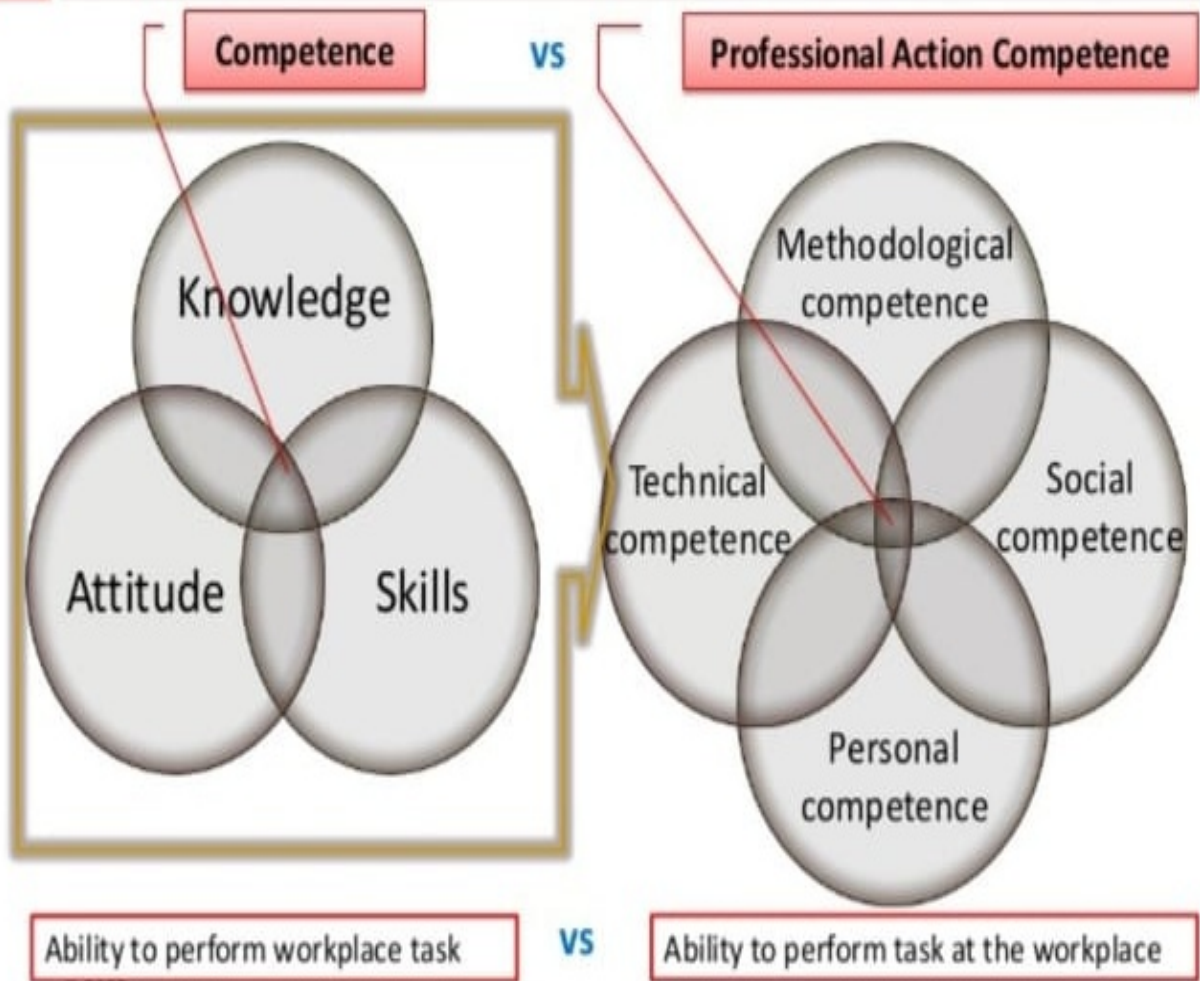 Competence
vs
Professional Action Competence
Knowledge
Attitude
Skills
Methodological
competence
Technical
competence
Social
competence
Personal
competence
Ability to perform workplace task
vs
Ability to perform task at the workplace